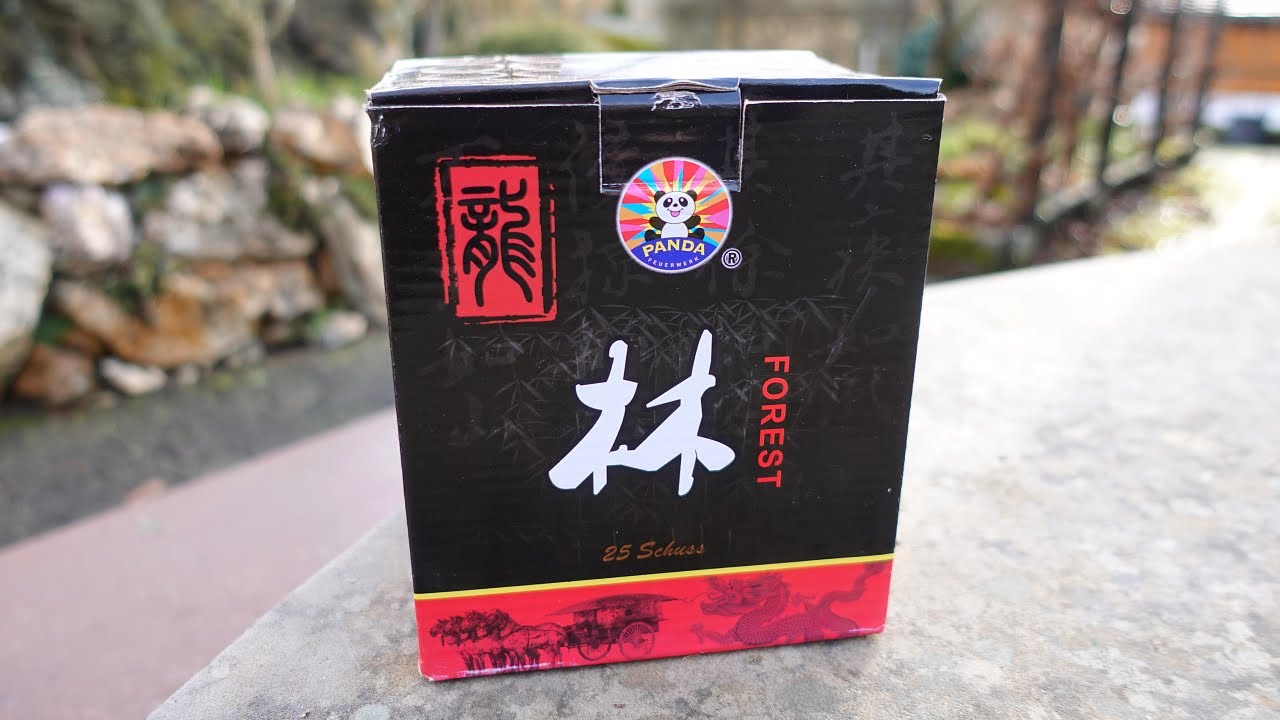 龍
PANDA
FEUERWERK
®
林
FOREST
25 Schuss